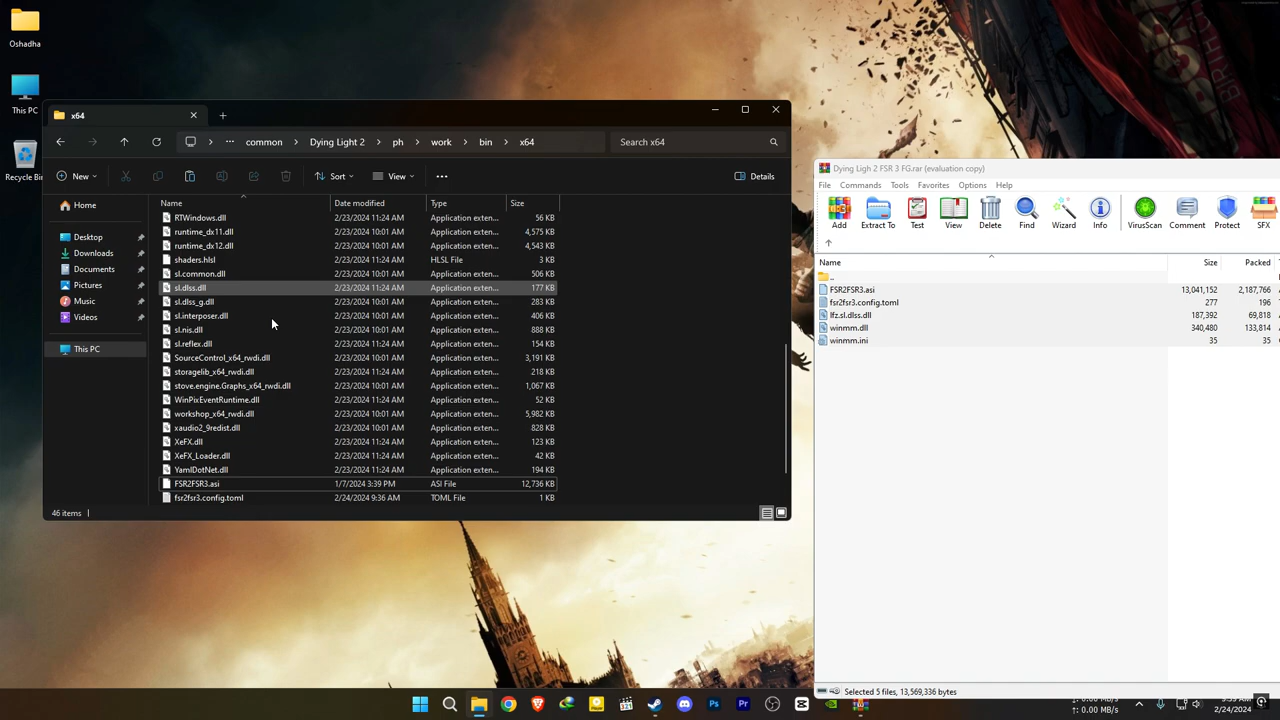 Oshadha
This PC
Recycle Bin
x64
common
Dying Light 2
ph
work
bin
x64
Search x64
New
Sort
View
Details
Home
Desktop
Downloads
Documents
Pictures
Music
Videos
This PC
Name Date modified Type Size
RTWindows.dll 2/23/2024 11:24 AM Application exten... 56 KB
runtime_dx11.dll 2/23/2024 10:01 AM Application exten... 4,575 KB
runtime_dx12.dll 2/23/2024 10:01 AM Application exten... 4,543 KB
shaders.hlsl 2/23/2024 11:24 AM HLSL File 3 KB
sl.common.dll 2/23/2024 10:01 AM Application exten... 506 KB
sl.dlss.dll 2/23/2024 11:24 AM Application exten... 177 KB
sl.dlss_g.dll 2/23/2024 10:01 AM Application exten... 283 KB
sl.interposer.dll 2/23/2024 10:01 AM Application exten... 406 KB
sl.nis.dll 2/23/2024 10:01 AM Application exten... 888 KB
sl.reflex.dll 2/23/2024 11:24 AM Application exten... 154 KB
SourceControl_x64_rwdi.dll 2/23/2024 10:01 AM Application exten... 3,191 KB
storagelib_x64_rwdi.dll 2/23/2024 11:24 AM Application exten... 218 KB
stove.engine.Graphs_x64_rwdi.dll 2/23/2024 10:01 AM Application exten... 1,067 KB
WinPixEventRuntime.dll 2/23/2024 11:24 AM Application exten... 52 KB
workshop_x64_rwdi.dll 2/23/2024 10:01 AM Application exten... 5,982 KB
xaudio2_9redist.dll 2/23/2024 10:01 AM Application exten... 828 KB
XeFX.dll 2/23/2024 11:24 AM Application exten... 123 KB
XeFX_Loader.dll 2/23/2024 11:24 AM Application exten... 42 KB
YamlDotNet.dll 2/23/2024 11:24 AM Application exten... 194 KB
FSR2FSR3.asi 1/7/2024 3:39 PM ASI File 12,736 KB
fsr2fsr3.config.toml 2/24/2024 9:36 AM TOML File 1 KB
46 items
Dying Ligh 2 FSR 3 FG.rar (evaluation copy)
File Commands Tools Favorites Options Help
Add Extract To Test View Delete Find Wizard Info VirusScan Comment Protect SFX
Name Size Packed
..
FSR2FSR3.asi 13,041,152 2,187,766
fsr2fsr3.config.toml 277 196
lfz.sl.dlss.dll 187,392 69,818
winmm.dll 340,480 133,814
winmm.ini 35 35
Selected 5 files, 13,569,336 bytes
↑: 0.00 MB/s
2/24/2024